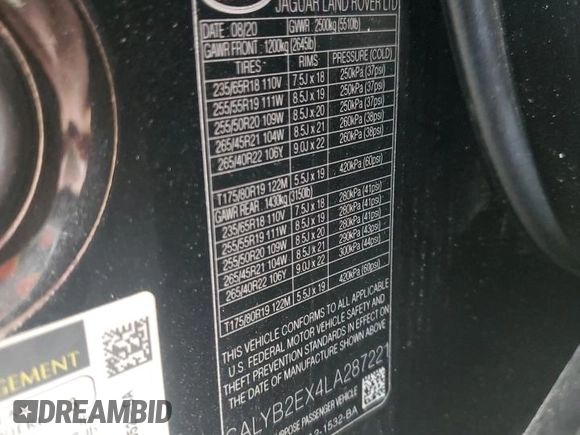 JAGUAR LAND ROVER LTD
DATE: 08/20 GVWR: 2500kg (5510lb)
GAWR FRONT: 1200kg (2645lb)
TIRES RIMS PRESSURE (COLD)
235/65R18 110V 7.5J x 18 250kPa (37psi)
255/55R19 111W 8.5J x 19 250kPa (37psi)
255/50R20 109W 8.5J x 20 250kPa (37psi)
265/45R21 104W 8.5J x 21 260kPa (38psi)
265/40R22 106Y 9.0J x 22 260kPa (38psi)
T175/80R19 122M 5.5J x 19 420kPa (60psi)
GAWR REAR: 1430kg (3150lb)
235/65R18 110V 7.5J x 18 280kPa (41psi)
255/55R19 111W 8.5J x 19 280kPa (41psi)
255/50R20 109W 8.5J x 20 280kPa (41psi)
265/45R21 104W 8.5J x 21 290kPa (43psi)
265/40R22 106Y 9.0J x 22 300kPa (44psi)
T175/80R19 122M 5.5J x 19 420kPa (60psi)
THIS VEHICLE CONFORMS TO ALL APPLICABLE
U.S. FEDERAL MOTOR VEHICLE SAFETY AND
THEFT PREVENTION STANDARDS IN EFFECT ON
THE DATE OF MANUFACTURE SHOWN ABOVE
SALYB2EX4LA287221
PURPOSE PASSENGER VEHICLE
12-1532-BA
GEMENT
STREAMBID